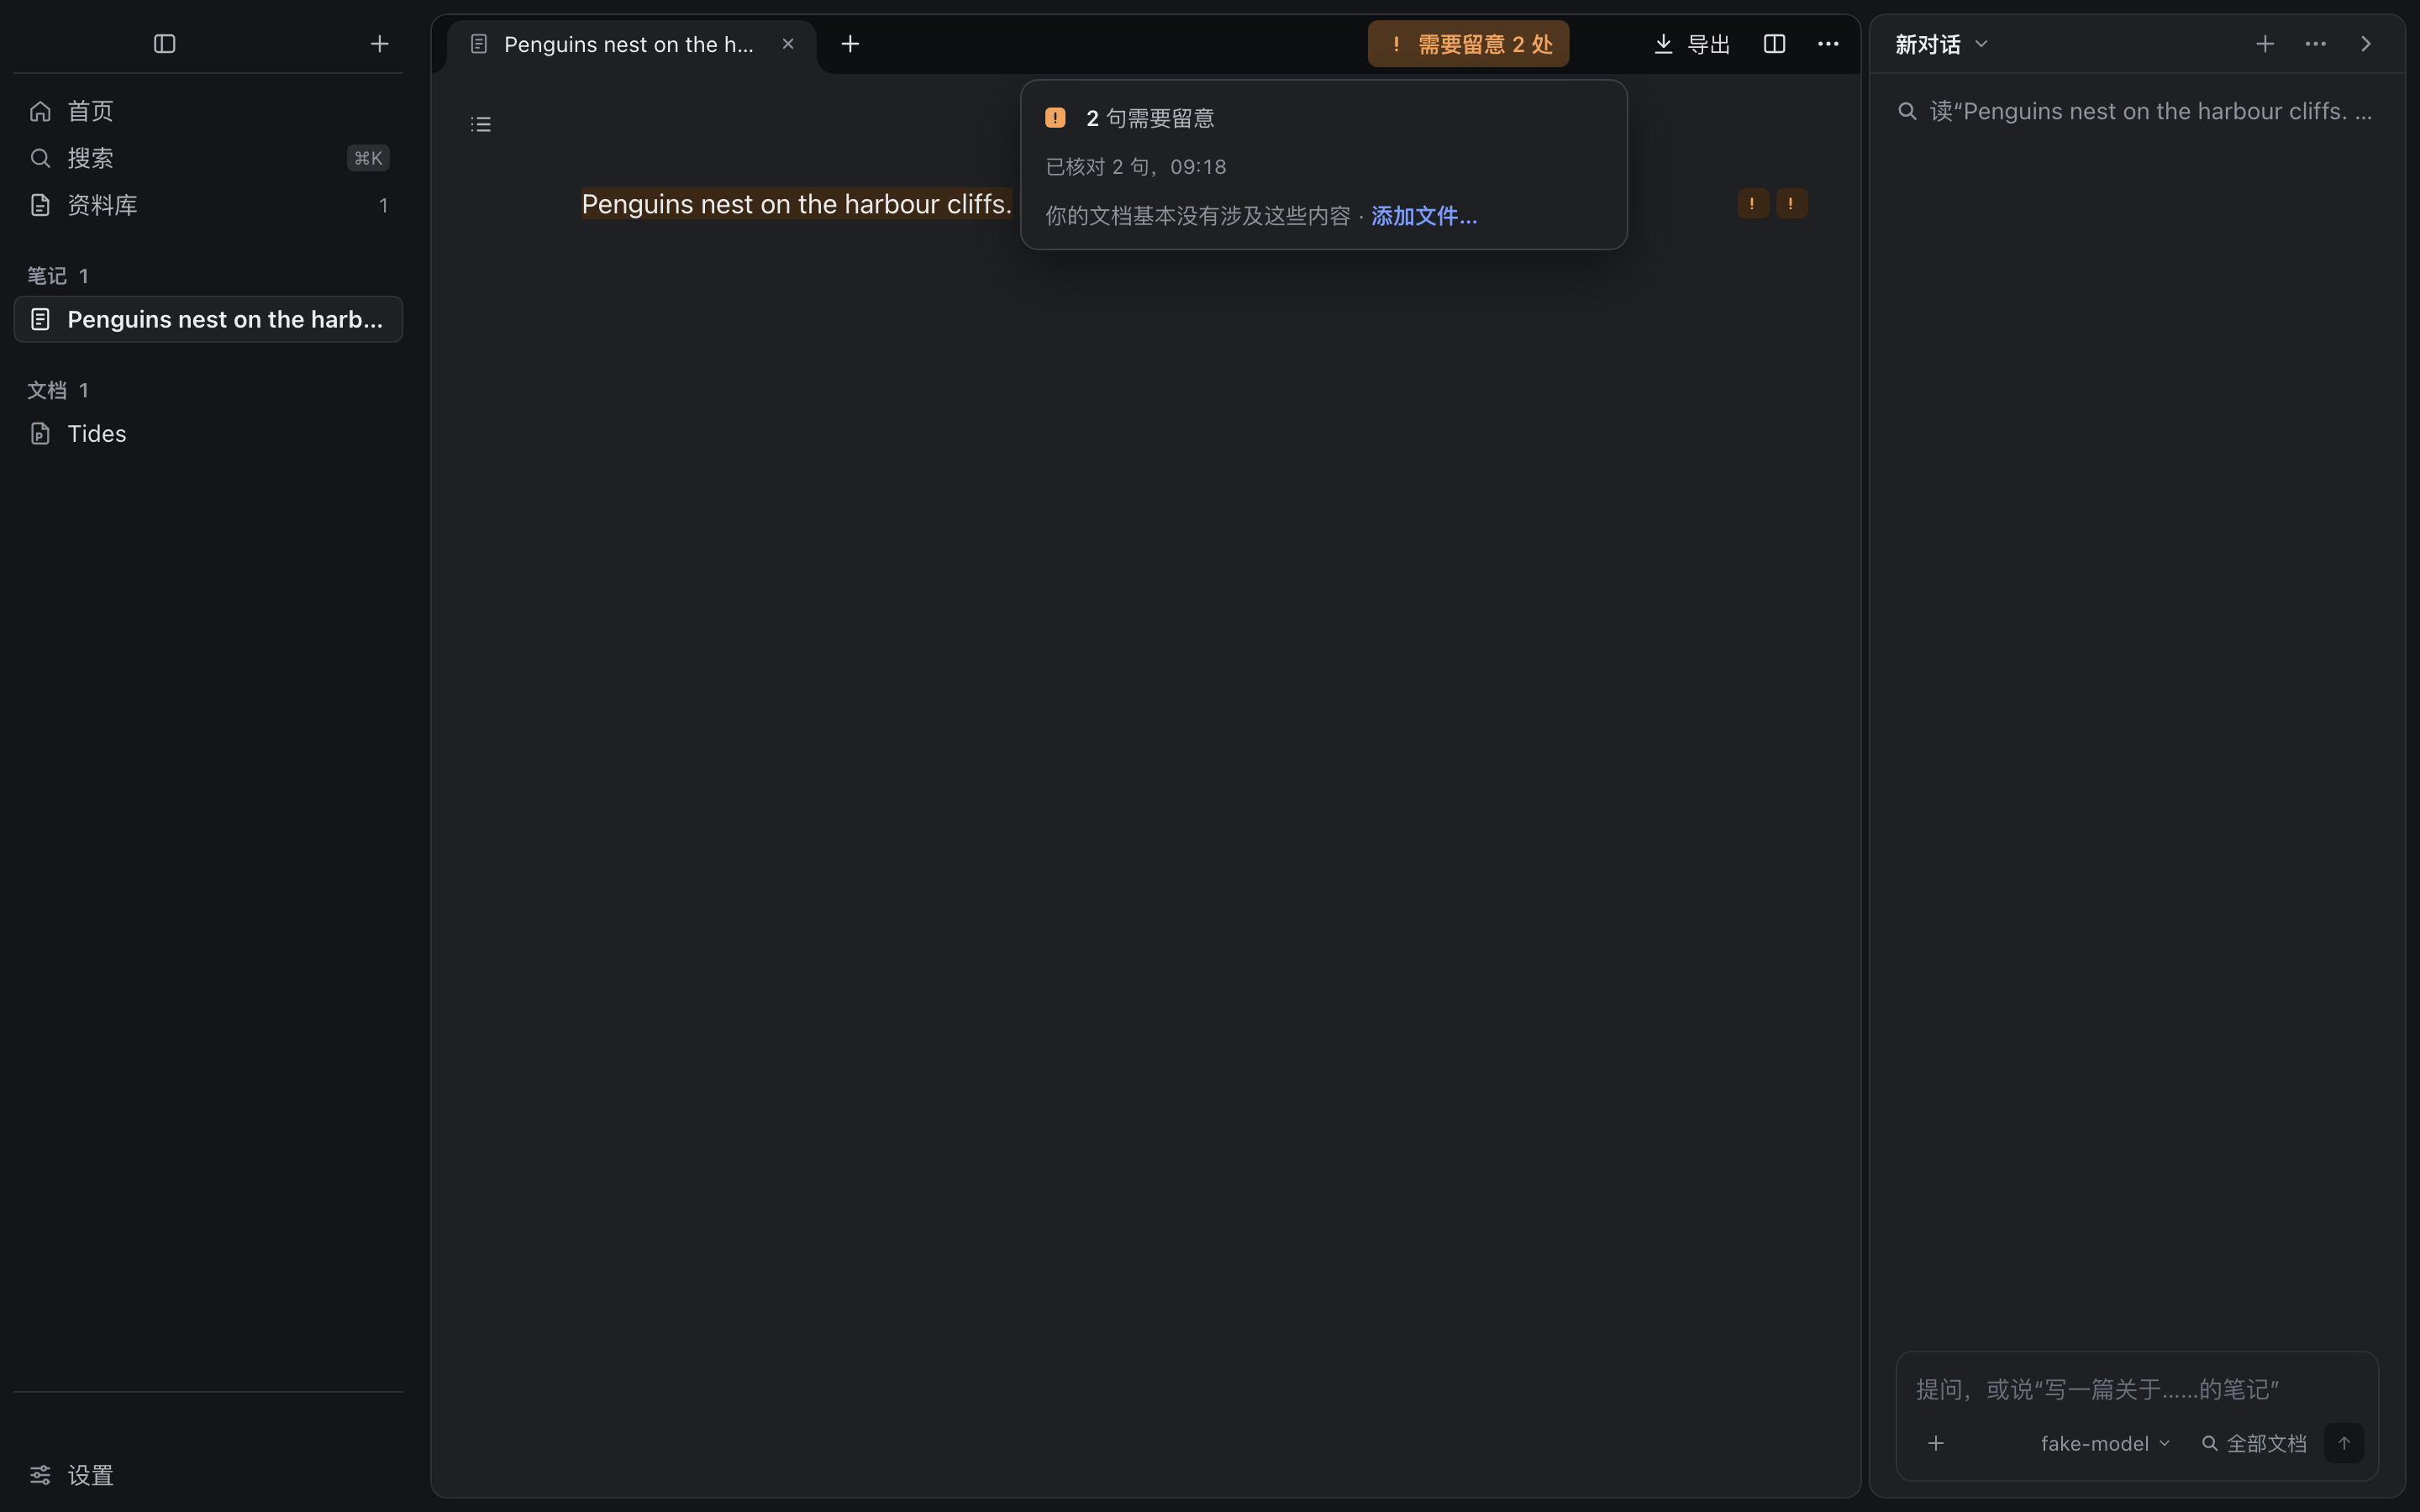 首页
搜索 ⌘K
资料库 1
笔记 1
Penguins nest on the harb...
文档 1
Tides
设置
Penguins nest on the h...
! 需要留意 2 处
导出
! 2 句需要留意
已核对 2 句，09:18
你的文档基本没有涉及这些内容 · 添加文件...
Penguins nest on the harbour cliffs.
! !
新对话
读“Penguins nest on the harbour cliffs. ...
提问，或说“写一篇关于……的笔记”
fake-model 全部文档